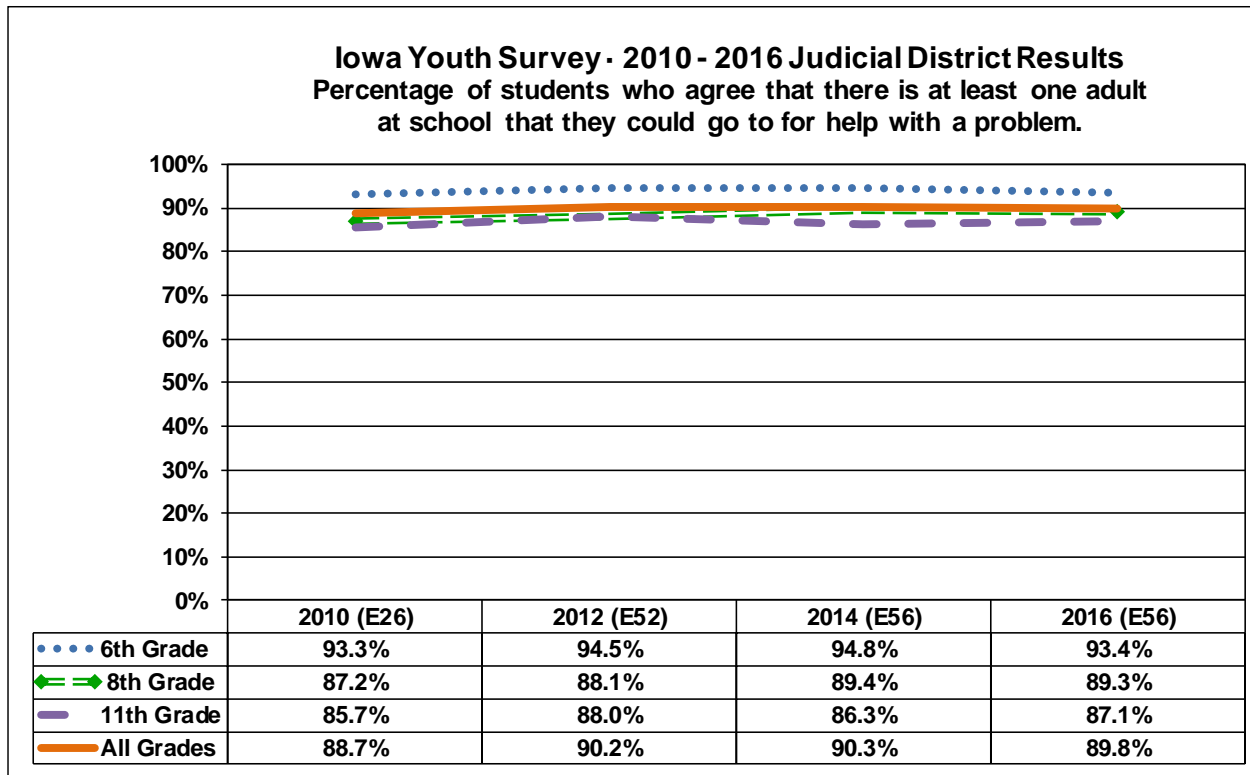 Iowa Youth Survey · 2010 - 2016 Judicial District Results
Percentage of students who agree that there is at least one adult
at school that they could go to for help with a problem.
100%
90%
80%
70%
60%
50%
40%
30%
20%
10%
0%
2010 (E26) 2012 (E52) 2014 (E56) 2016 (E56)
6th Grade 93.3% 94.5% 94.8% 93.4%
8th Grade 87.2% 88.1% 89.4% 89.3%
11th Grade 85.7% 88.0% 86.3% 87.1%
All Grades 88.7% 90.2% 90.3% 89.8%